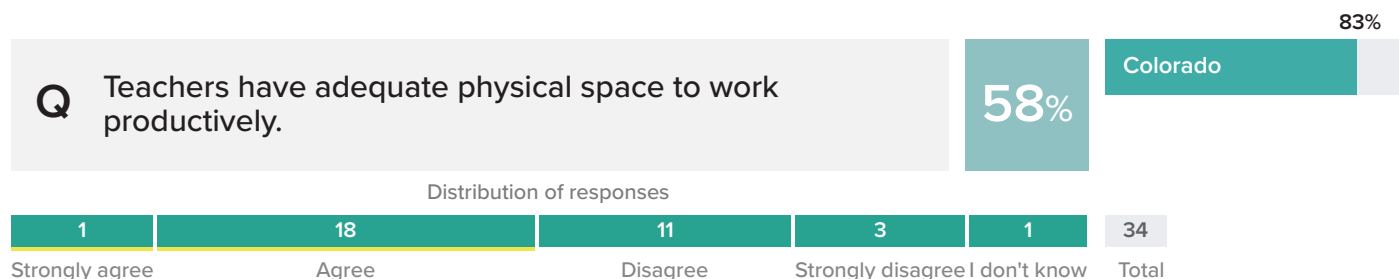 83%
Q
Teachers have adequate physical space to work
productively.
58%
Colorado
Distribution of responses
1 18 11 3 1 34
Strongly agree Agree Disagree Strongly disagree I don't know Total